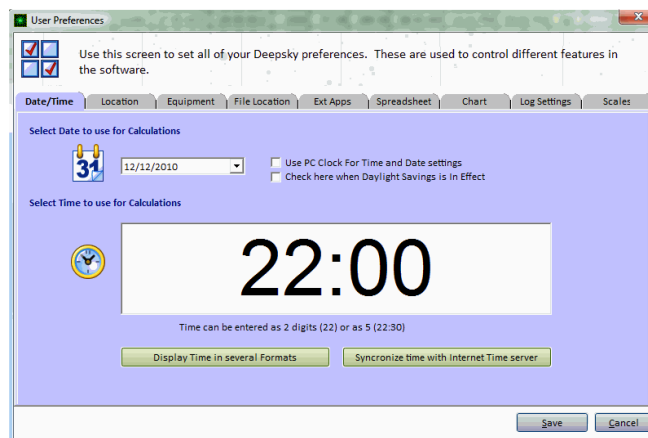 User Preferences
Use this screen to set all of your Deepsky preferences. These are used to control different features in
the software.
Date/Time Location Equipment File Location Ext Apps Spreadsheet Chart Log Settings Scales
Select Date to use for Calculations
31
12/12/2010
Use PC Clock For Time and Date settings
Check here when Daylight Savings is In Effect
Select Time to use for Calculations
22:00
Time can be entered as 2 digits (22) or as 5 (22:30)
Display Time in several Formats Syncronize time with Internet Time server
Save Cancel